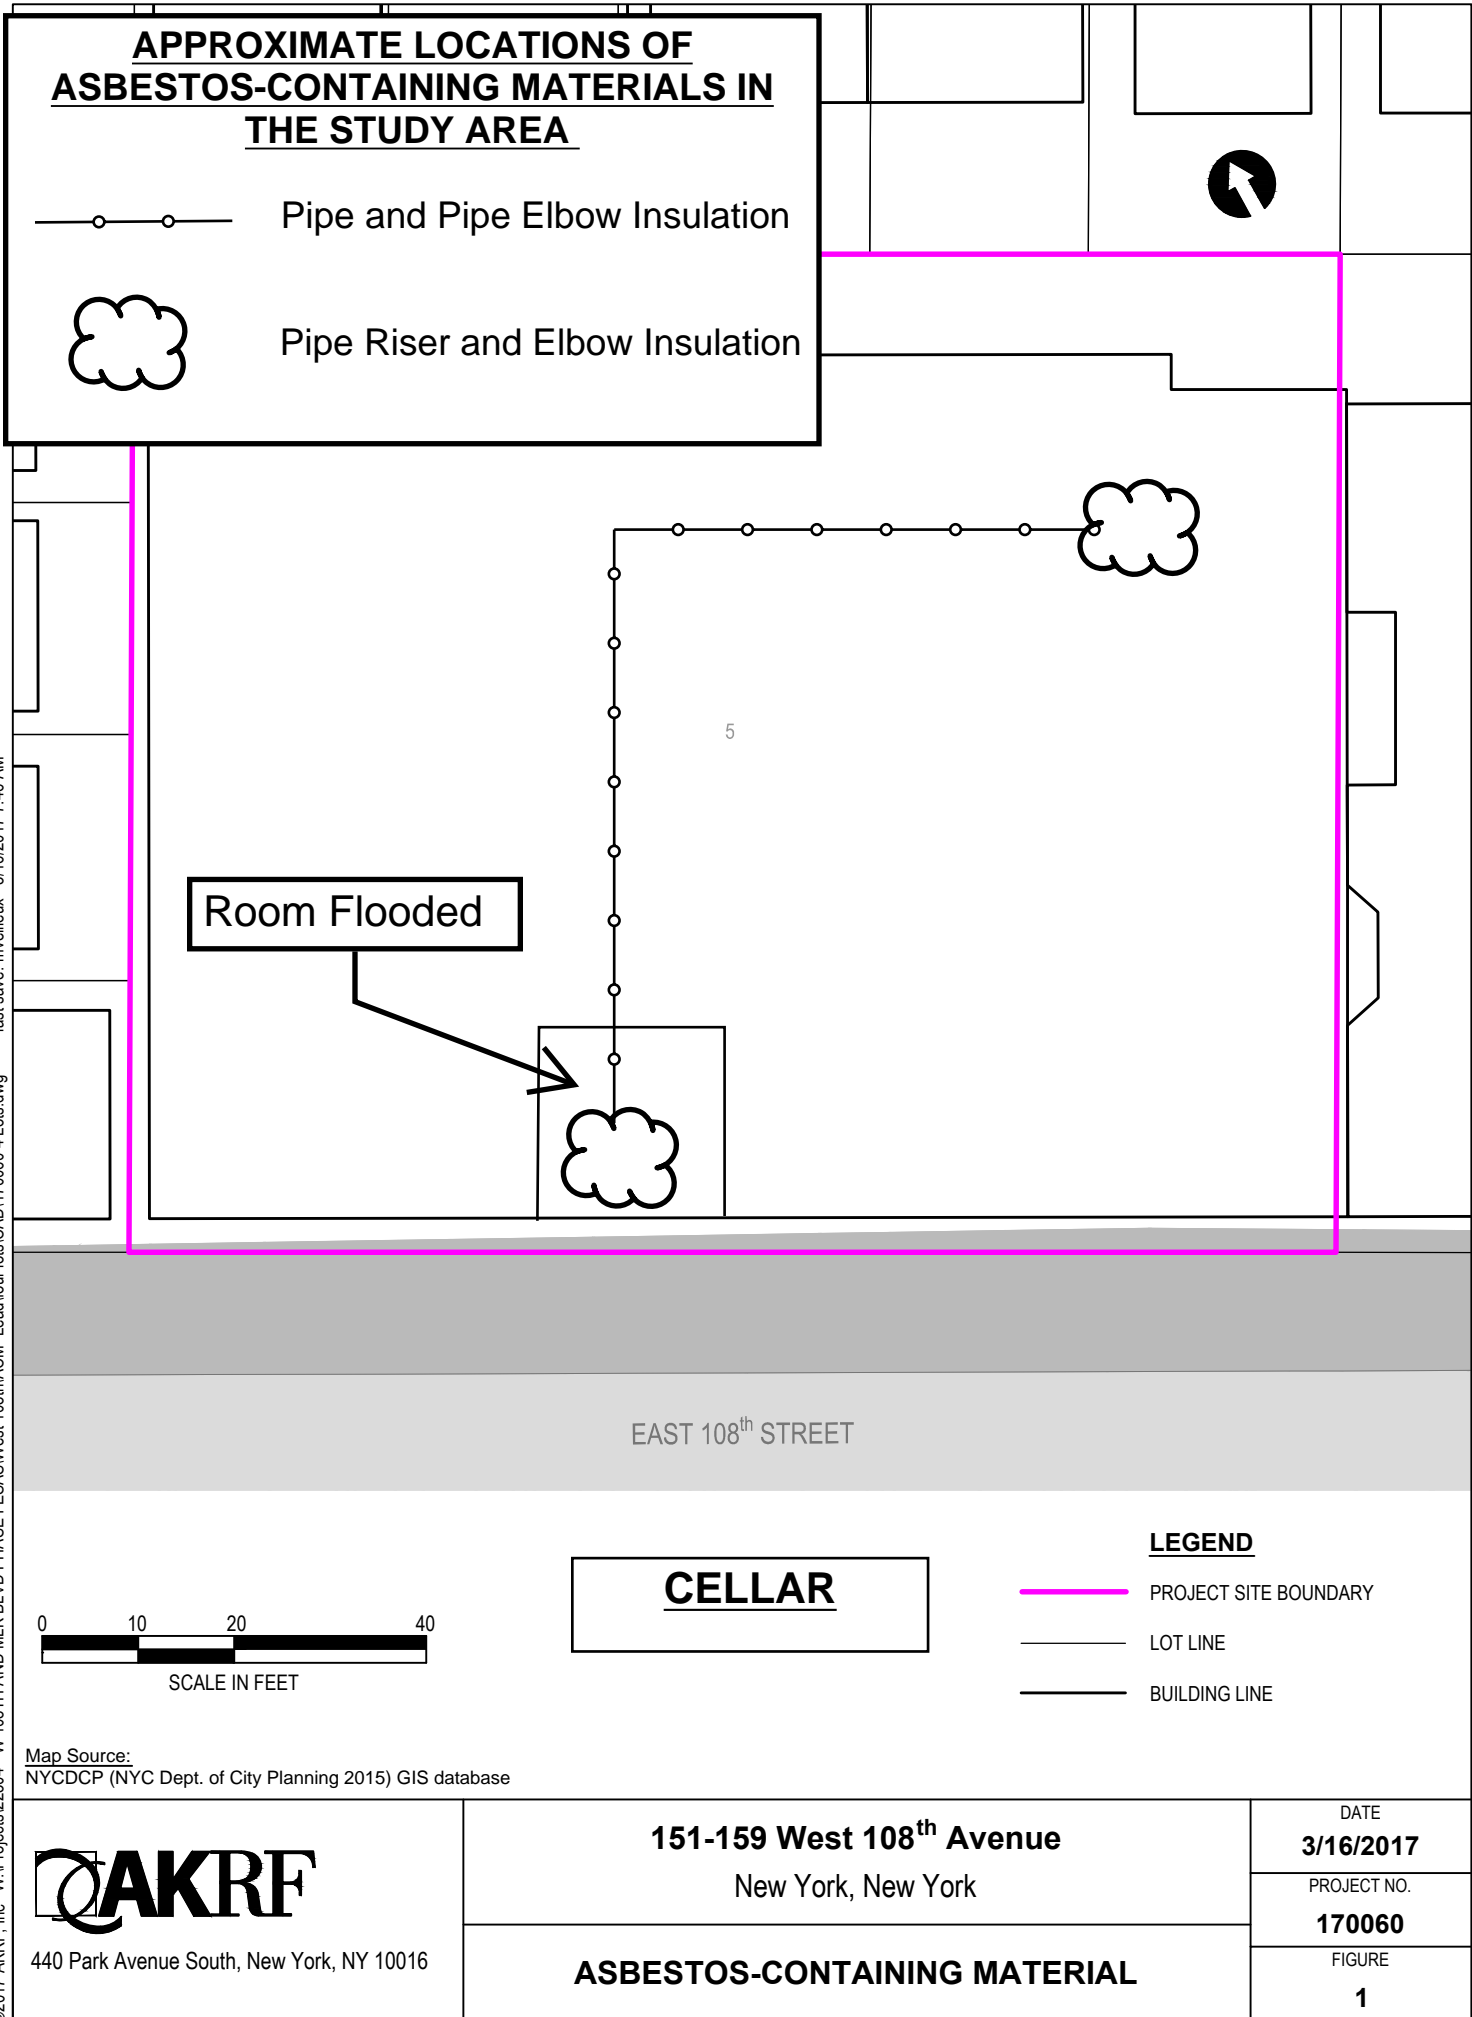 APPROXIMATE LOCATIONS OF
ASBESTOS-CONTAINING MATERIALS IN
THE STUDY AREA
Pipe and Pipe Elbow Insulation
Pipe Riser and Elbow Insulation
5
Room Flooded
EAST 108th STREET
CELLAR
LEGEND
PROJECT SITE BOUNDARY
LOT LINE
BUILDING LINE
0 10 20 40
SCALE IN FEET
Map Source:
NYCDCP (NYC Dept. of City Planning 2015) GIS database
AKRF
440 Park Avenue South, New York, NY 10016
151-159 West 108th Avenue
New York, New York
ASBESTOS-CONTAINING MATERIAL
DATE
3/16/2017
PROJECT NO.
170060
FIGURE
1